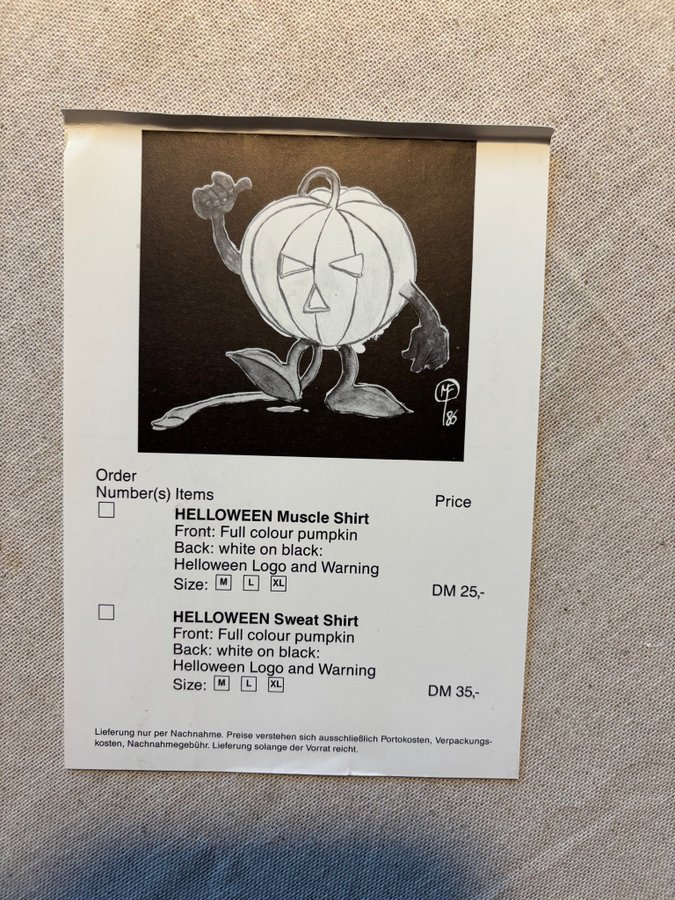 MF
86
Order
Number(s) Items Price
HELLOWEEN Muscle Shirt
Front: Full colour pumpkin
Back: white on black:
Helloween Logo and Warning
Size: M L XL DM 25,-
HELLOWEEN Sweat Shirt
Front: Full colour pumpkin
Back: white on black:
Helloween Logo and Warning
Size: M L XL DM 35,-
Lieferung nur per Nachnahme. Preise verstehen sich ausschließlich Portokosten, Verpackungs-
kosten, Nachnahmegebühr. Lieferung solange der Vorrat reicht.